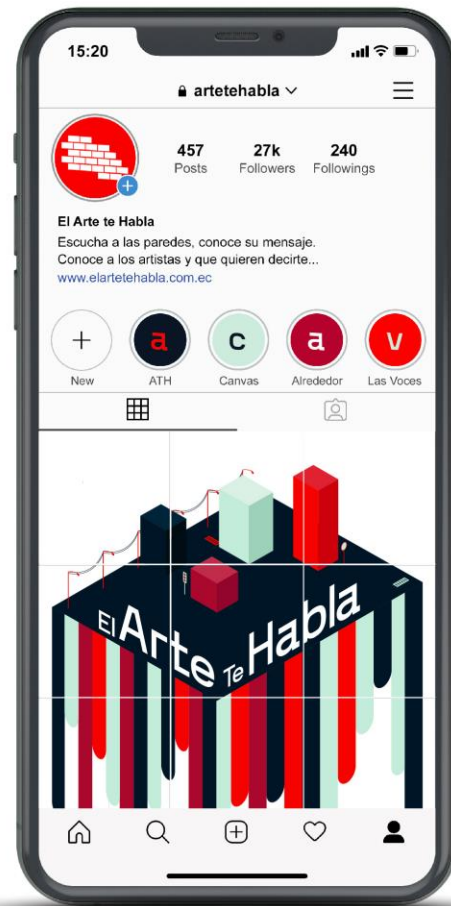 15:20
artetehabla
457 27k 240
Posts Followers Followings
El Arte te Habla
Escucha a las paredes, conoce su mensaje.
Conoce a los artistas y que quieren decirte...
www.elartetehabla.com.ec
a c a v
New ATH Canvas Alrededor Las Voces
El Arte Te Habla